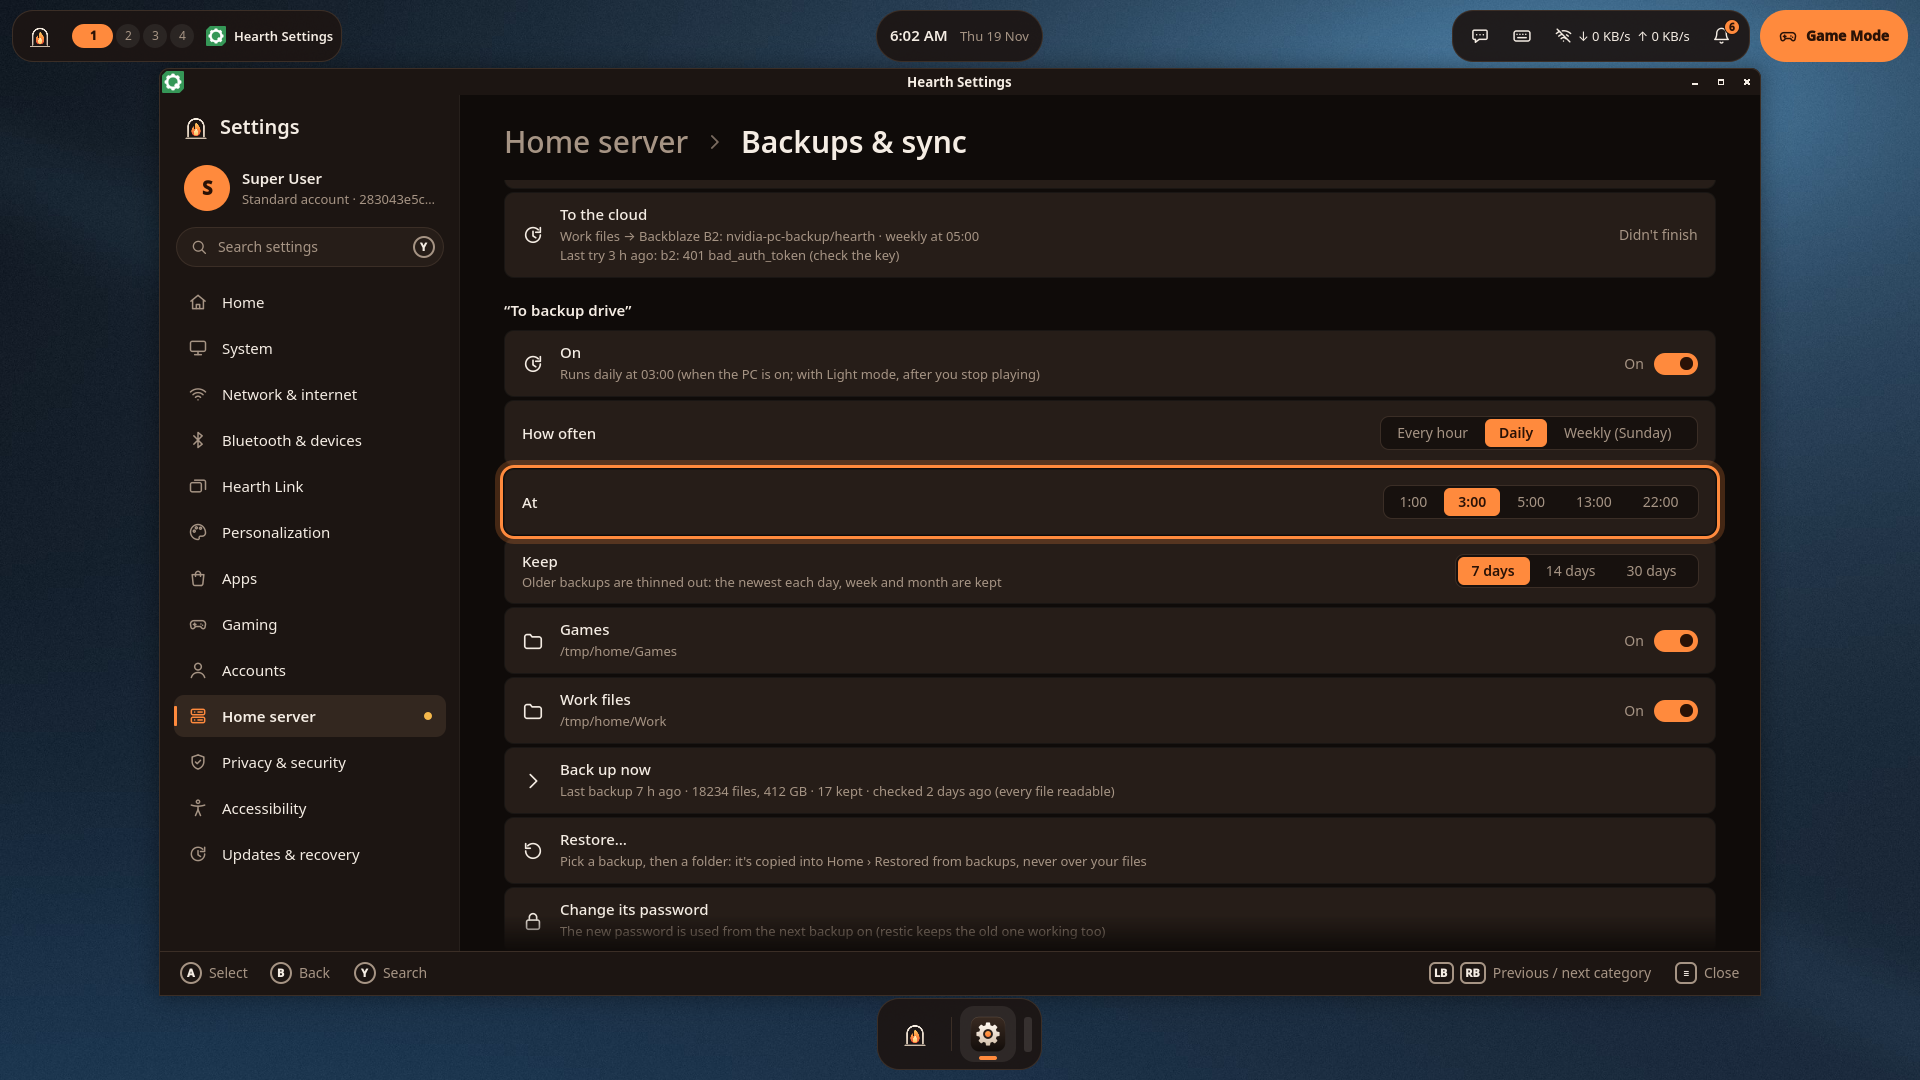 1 2 3 4 Hearth Settings
6:02 AM Thu 19 Nov
↓ 0 KB/s ↑ 0 KB/s 6 Game Mode
Hearth Settings
Settings
S Super User
Standard account · 283043e5c...
Search settings Y
Home
System
Network & internet
Bluetooth & devices
Hearth Link
Personalization
Apps
Gaming
Accounts
Home server
Privacy & security
Accessibility
Updates & recovery
Home server > Backups & sync
To the cloud
Work files → Backblaze B2: nvidia-pc-backup/hearth · weekly at 05:00
Last try 3 h ago: b2: 401 bad_auth_token (check the key)
Didn't finish
“To backup drive”
On
Runs daily at 03:00 (when the PC is on; with Light mode, after you stop playing)
On
How often
Every hour Daily Weekly (Sunday)
At
1:00 3:00 5:00 13:00 22:00
Keep
Older backups are thinned out: the newest each day, week and month are kept
7 days 14 days 30 days
Games
/tmp/home/Games
On
Work files
/tmp/home/Work
On
Back up now
Last backup 7 h ago · 18234 files, 412 GB · 17 kept · checked 2 days ago (every file readable)
Restore...
Pick a backup, then a folder: it's copied into Home › Restored from backups, never over your files
Change its password
The new password is used from the next backup on (restic keeps the old one working too)
A Select B Back Y Search
LB RB Previous / next category ≡ Close